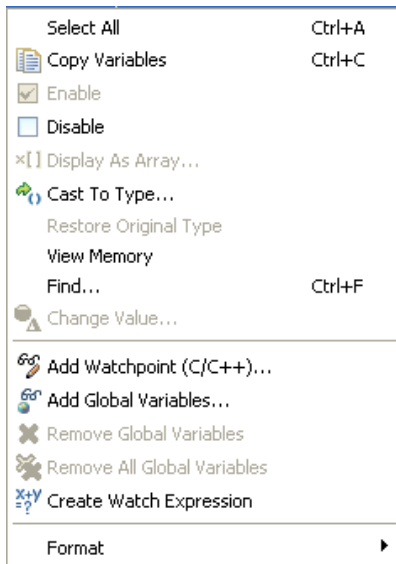 Select All Ctrl+A
Copy Variables Ctrl+C
Enable
Disable
Display As Array...
Cast To Type...
Restore Original Type
View Memory
Find... Ctrl+F
Change Value...
Add Watchpoint (C/C++)...
Add Global Variables...
Remove Global Variables
Remove All Global Variables
Create Watch Expression
Format